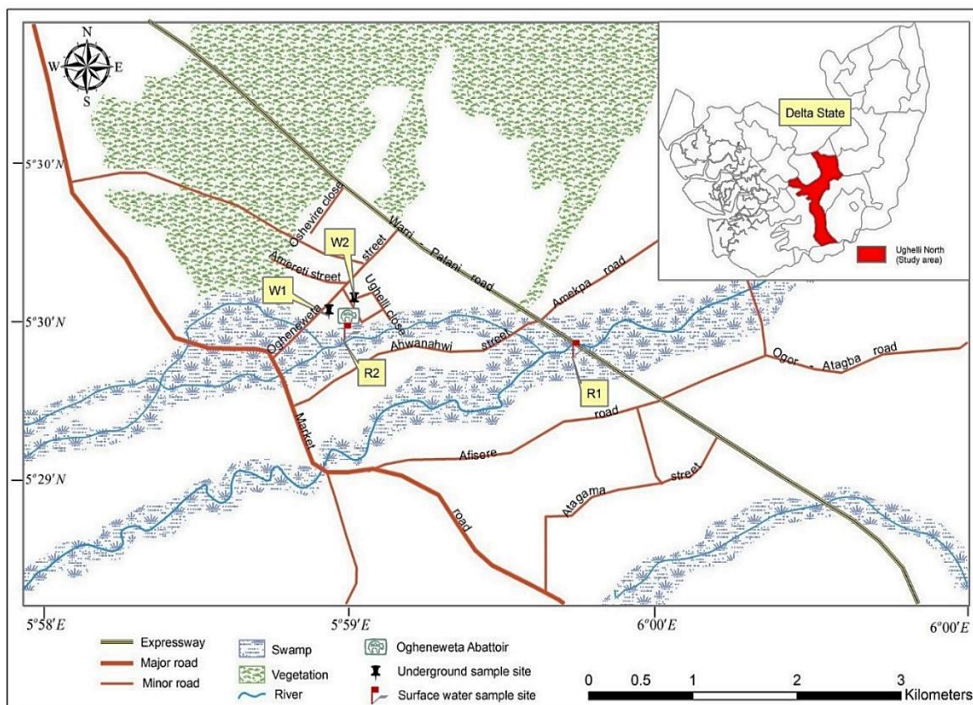 N
W E
S
Delta State
5°30'N
Oshevire close
W2
street
Warri - Patani road
Amereti street
W1
Ughelli close
Amekpa road
Ughelli North
(Study area)
5°30'N
Ogheneweta
Ahwanahwi street
R2
R1
Ogor - Atagba road
Market road
Afisere road
5°29'N
Atagama street
5°58'E
5°59'E
6°00'E
6°00'E
Expressway
Major road
Minor road
Swamp
Vegetation
River
Ogheneweta Abattoir
Underground sample site
Surface water sample site
0 0.5 1 2 3
Kilometers